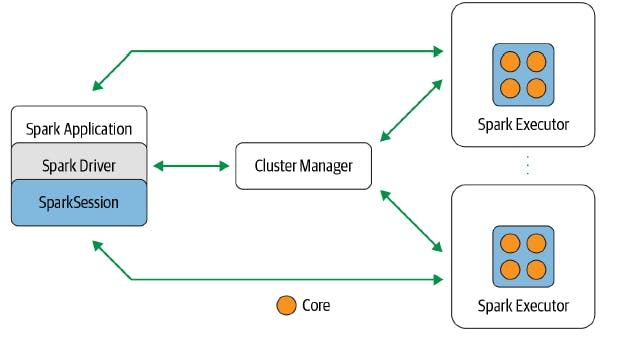 Spark Application
Spark Driver
SparkSession
Cluster Manager
Spark Executor
Spark Executor
Core